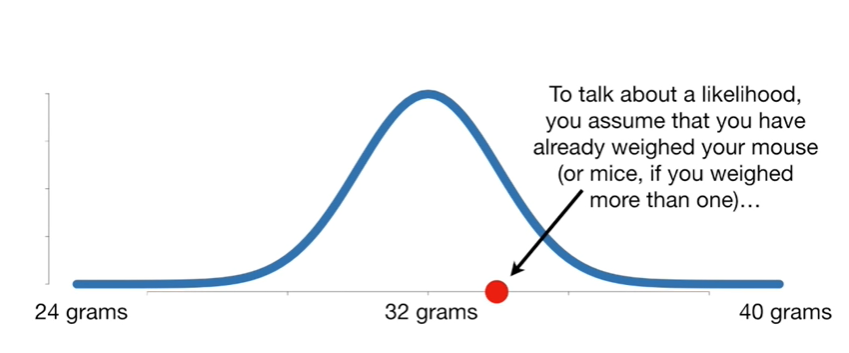 To talk about a likelihood,
you assume that you have
already weighed your mouse
(or mice, if you weighed
more than one)…
24 grams
32 grams
40 grams